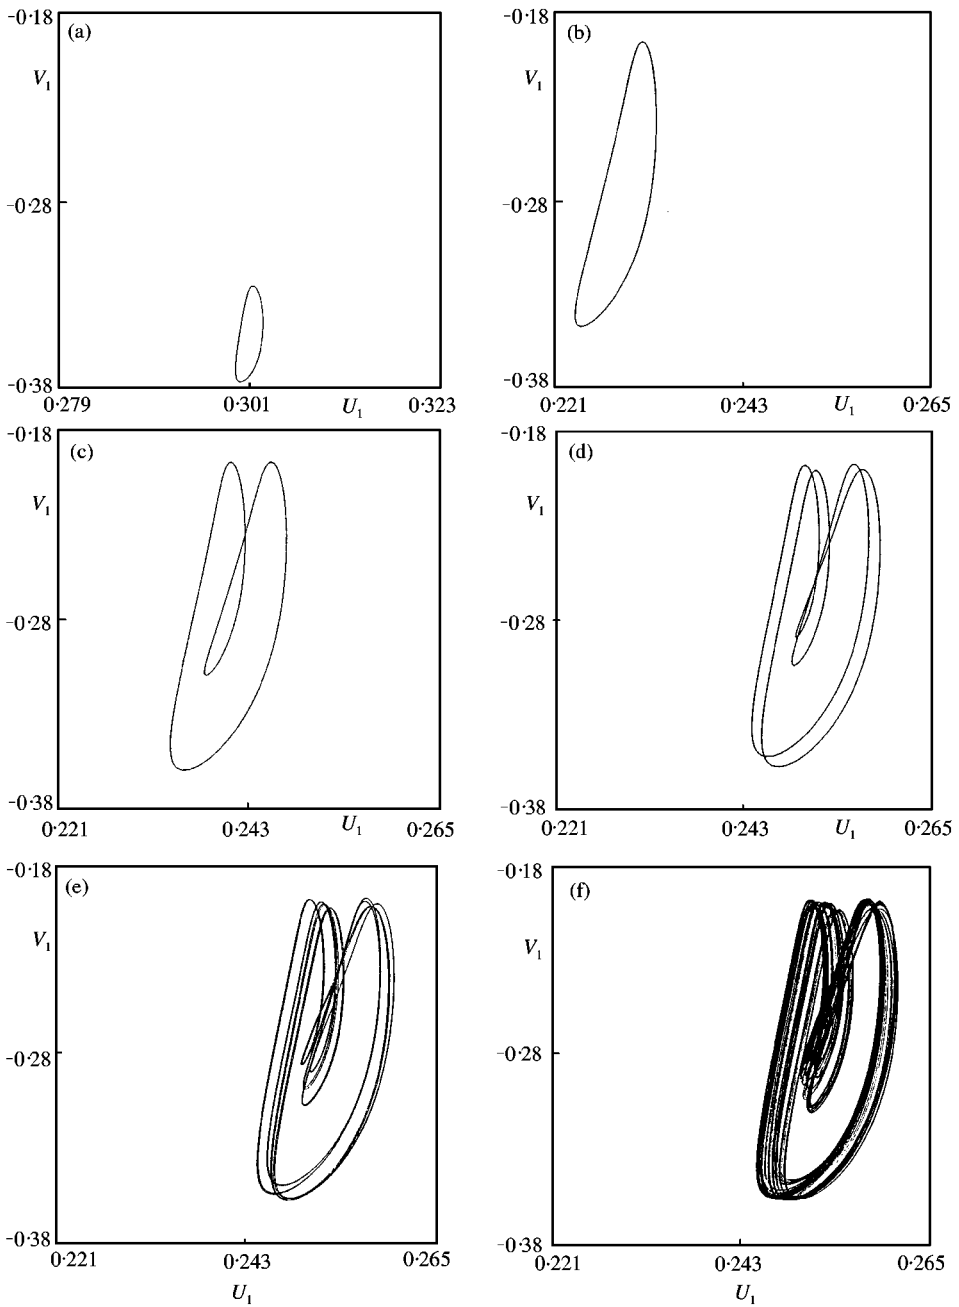 -0·18 (a) -0·18 (b)
V1 V1
-0·28 -0·28
-0·38 -0·38
0·279 0·301 U1 0·323 0·221 0·243 U1 0·265
-0·18 (c) -0·18 (d)
V1 V1
-0·28 -0·28
-0·38 -0·38
0·221 0·243 U1 0·265 0·221 0·243 U1 0·265
-0·18 (e) -0·18 (f)
V1 V1
-0·28 -0·28
-0·38 -0·38
0·221 0·243 0·265 0·221 0·243 0·265
U1 U1